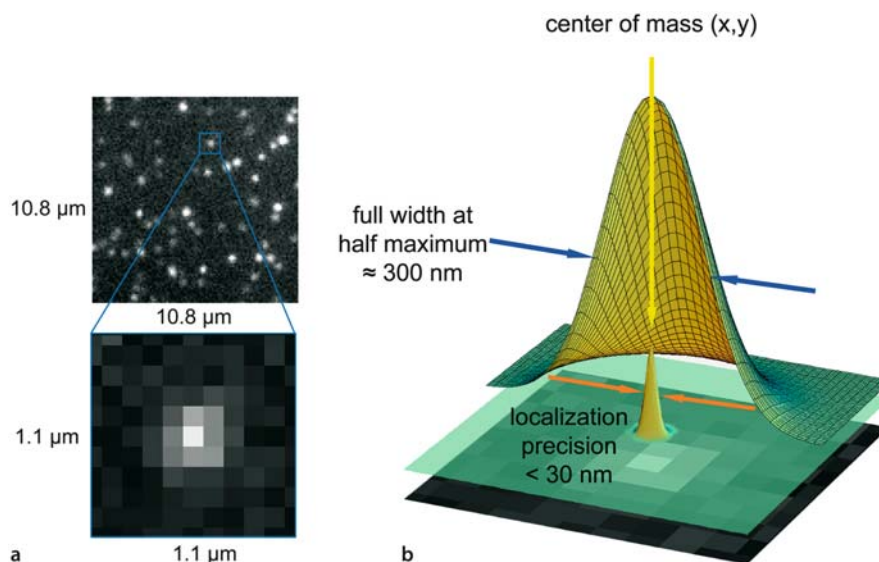 center of mass (x,y)
10.8 µm
10.8 µm
full width at
half maximum
≈ 300 nm
1.1 µm
localization
precision
< 30 nm
1.1 µm
a
b